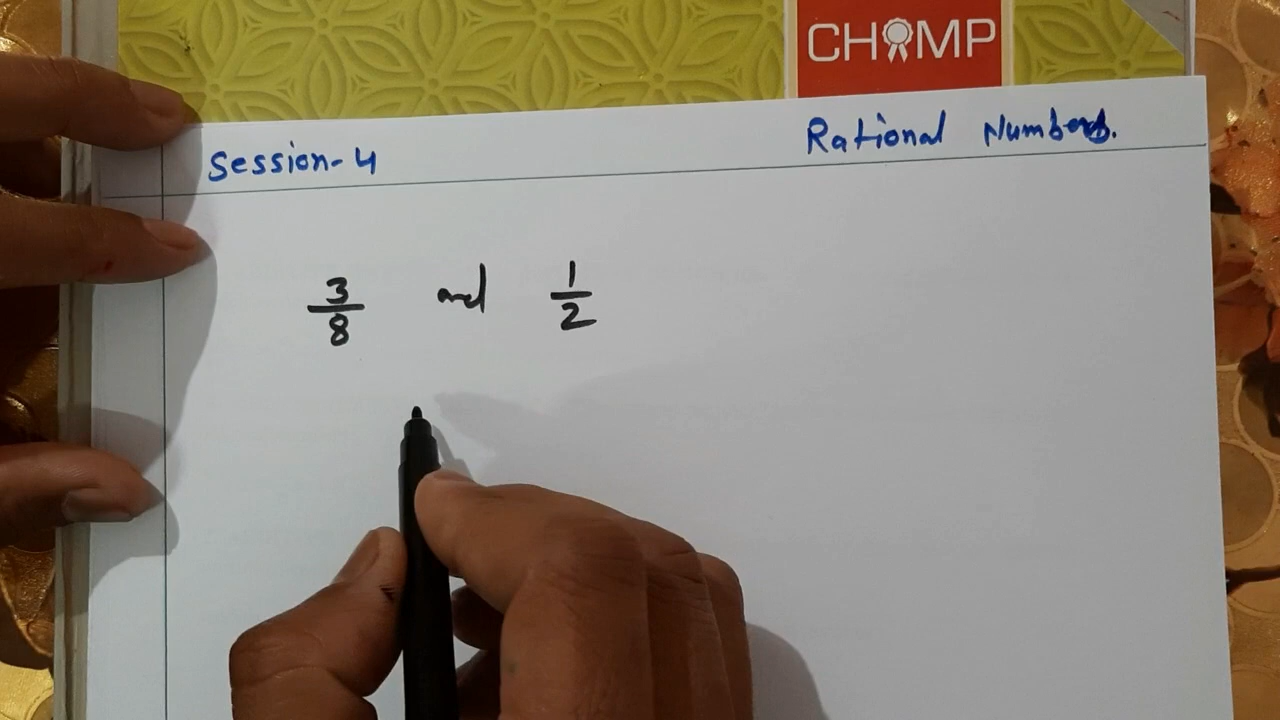 CHAMP
Session-4
Rational Numbers.
3/8 and 1/2